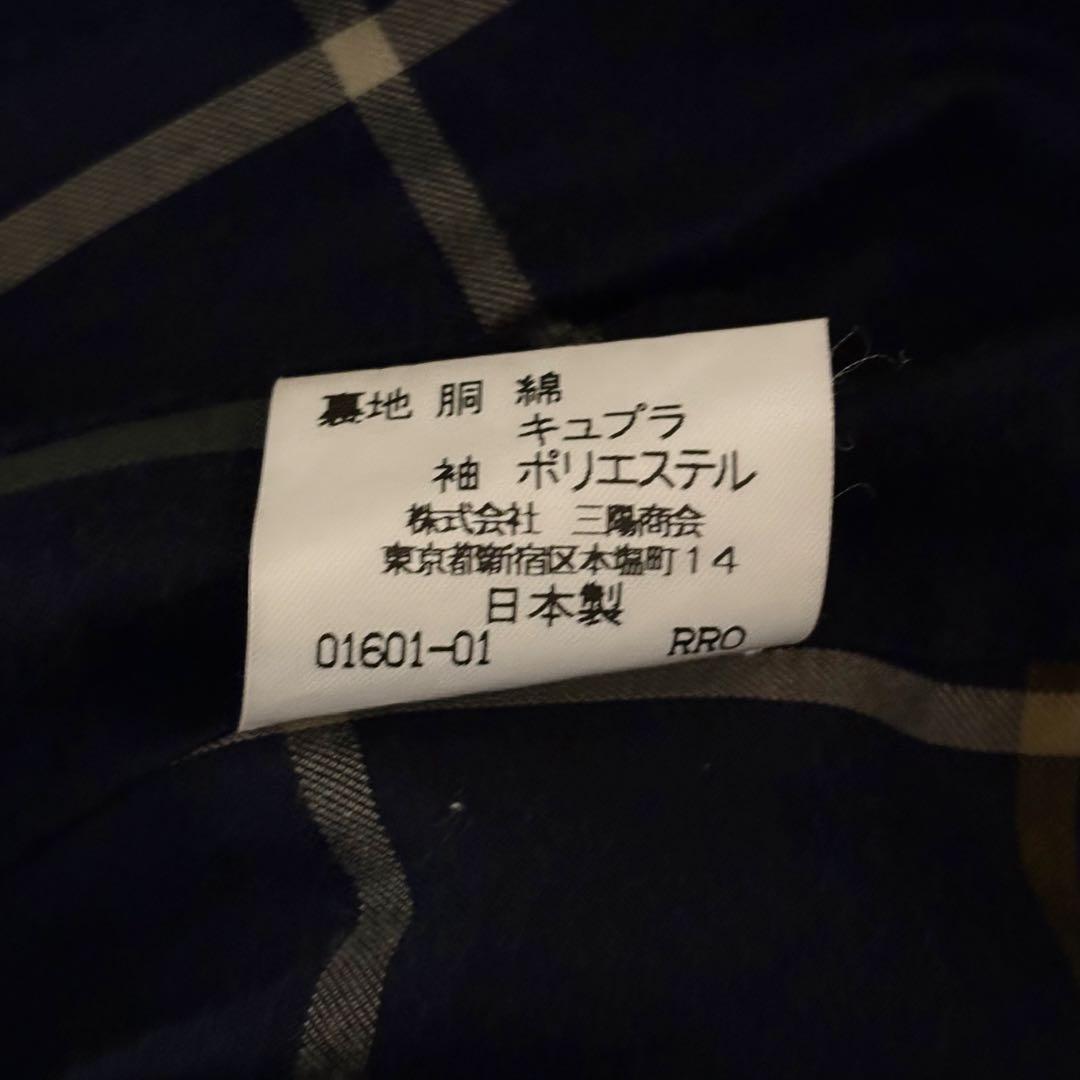 裏地 胴 綿
キュプラ
袖 ポリエステル
株式会社 三陽商会
東京都新宿区本塩町14
日本製
01601-01 RRO